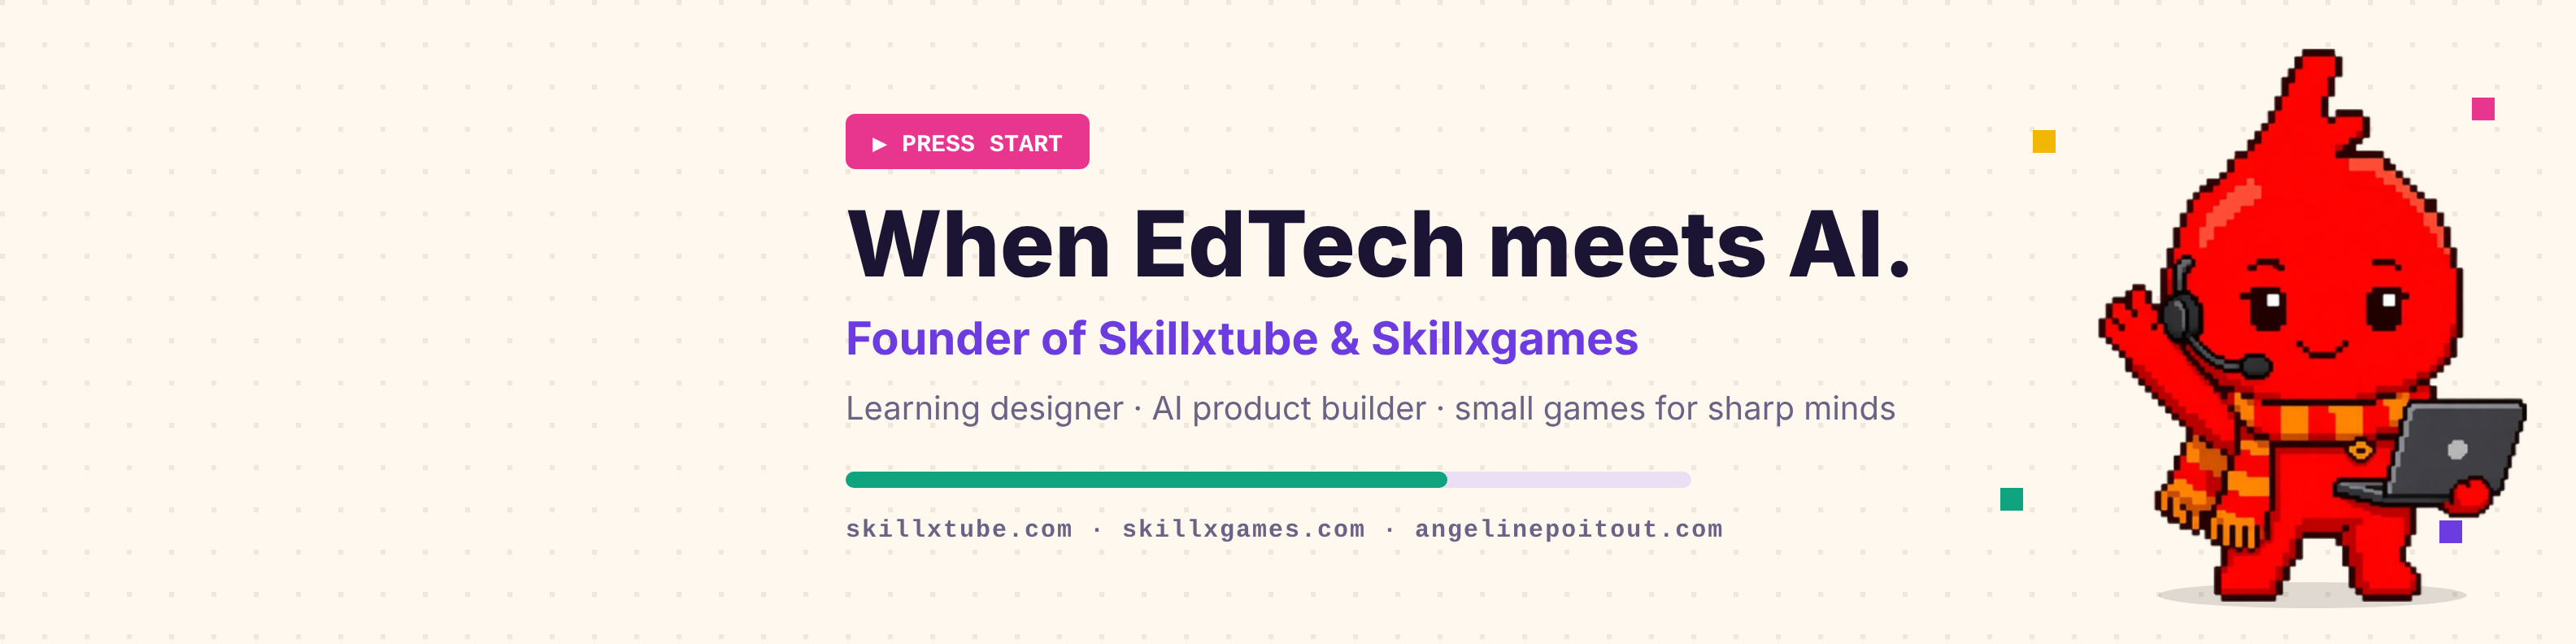 ▶ PRESS START
When EdTech meets AI.
Founder of Skillxtube & Skillxgames
Learning designer · AI product builder · small games for sharp minds
skillxtube.com · skillxgames.com · angelinepoitout.com